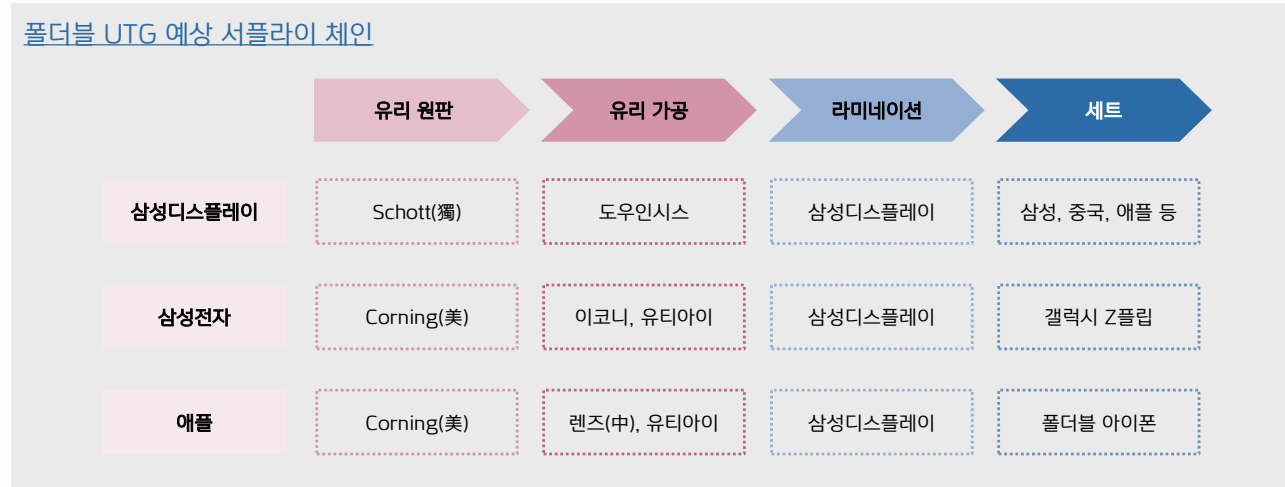 폴더블 UTG 예상 서플라이 체인
유리 원판 유리 가공 라미네이션 세트
삼성디스플레이 Schott(獨) 도우인시스 삼성디스플레이 삼성, 중국, 애플 등
삼성전자 Corning(美) 이코니, 유티아이 삼성디스플레이 갤럭시 Z플립
애플 Corning(美) 렌즈(中), 유티아이 삼성디스플레이 폴더블 아이폰